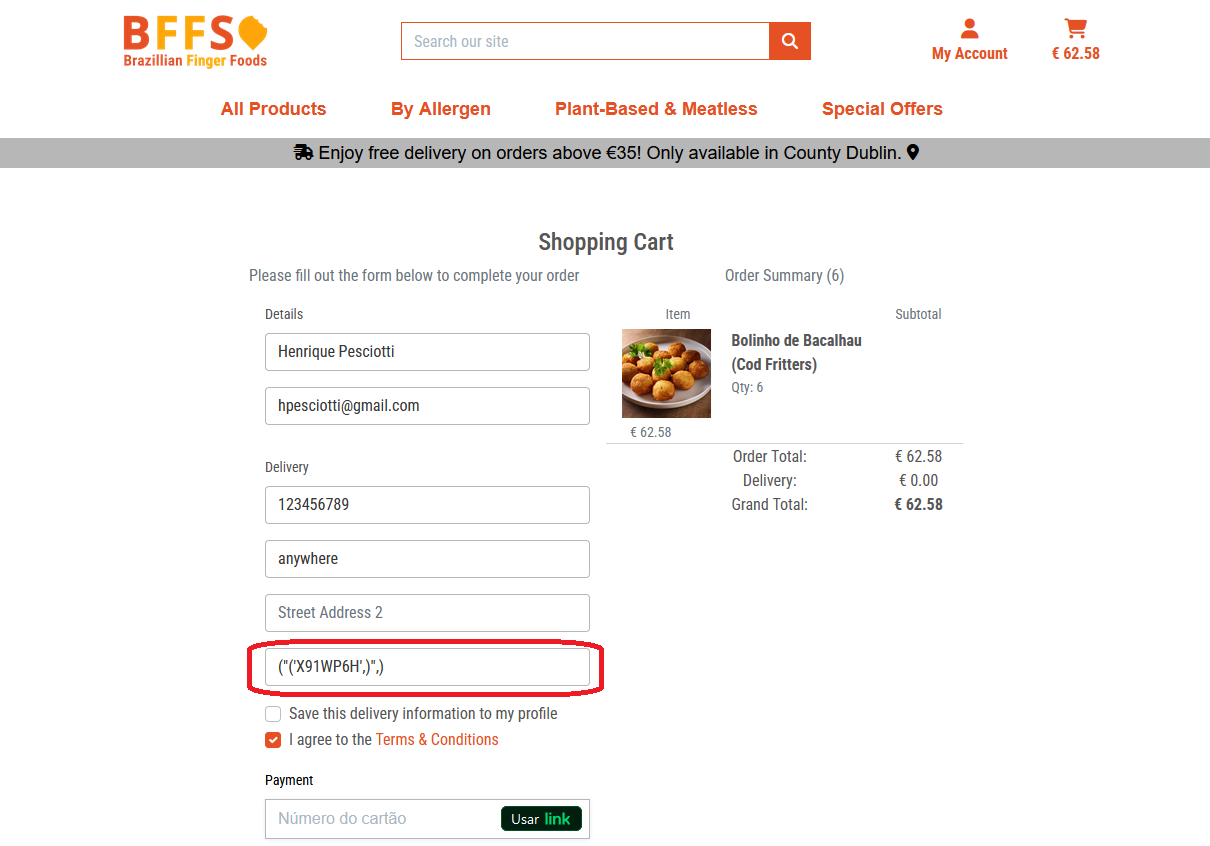 BFFS
Brazillian Finger Foods
Search our site
My Account
€ 62.58
All Products
By Allergen
Plant-Based & Meatless
Special Offers
Enjoy free delivery on orders above €35! Only available in County Dublin.
Shopping Cart
Please fill out the form below to complete your order
Order Summary (6)
Details
Item
Subtotal
Henrique Pesciotti
hpesciotti@gmail.com
Bolinho de Bacalhau
(Cod Fritters)
Qty: 6
€ 62.58
Order Total: € 62.58
Delivery: € 0.00
Grand Total: € 62.58
Delivery
123456789
anywhere
Street Address 2
("('X91WP6H',)",)
Save this delivery information to my profile
I agree to the Terms & Conditions
Payment
Número do cartão
Usar link